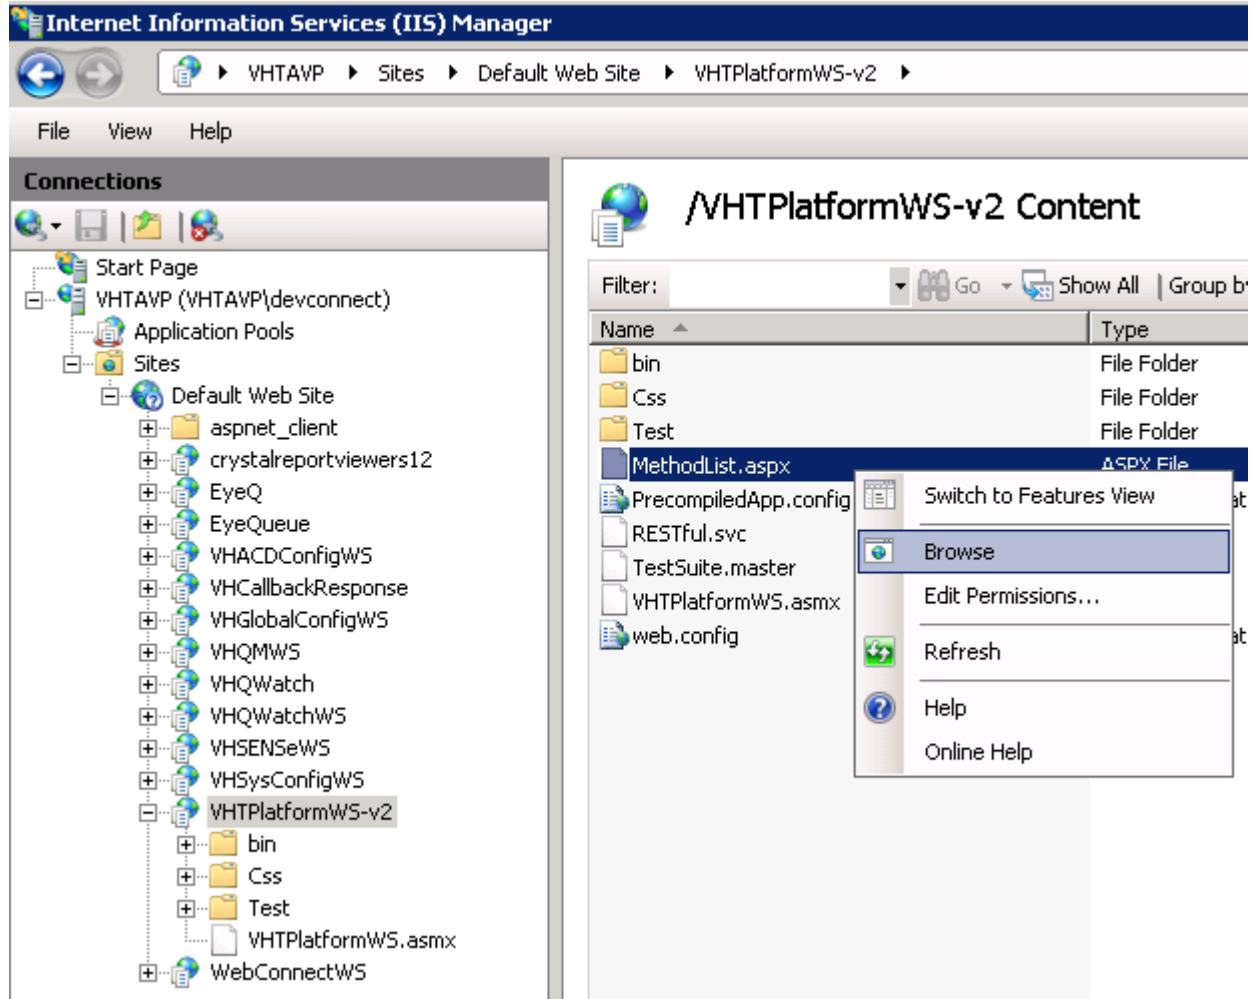 Internet Information Services (IIS) Manager
VHTAVP Sites Default Web Site VHTPlatformWS-v2
File View Help
Connections
Start Page
VHTAVP (VHTAVP\devconnect)
Application Pools
Sites
Default Web Site
aspnet_client
crystalreportviewers12
EyeQ
EyeQueue
VHACDConfigWS
VHCallbackResponse
VHGlobalConfigWS
VHQMWS
VHQWatch
VHQWatchWS
VHSENSeWS
VHSysConfigWS
VHTPlatformWS-v2
bin
Css
Test
VHTPlatformWS.asmx
WebConnectWS
/VHTPlatformWS-v2 Content
Filter: Go Show All Group by
Name Type
bin File Folder
Css File Folder
Test File Folder
MethodList.aspx ASPX File
PrecompiledApp.config
RESTful.svc
TestSuite.master
VHTPlatformWS.asmx
web.config
Switch to Features View
Browse
Edit Permissions...
Refresh
Help
Online Help